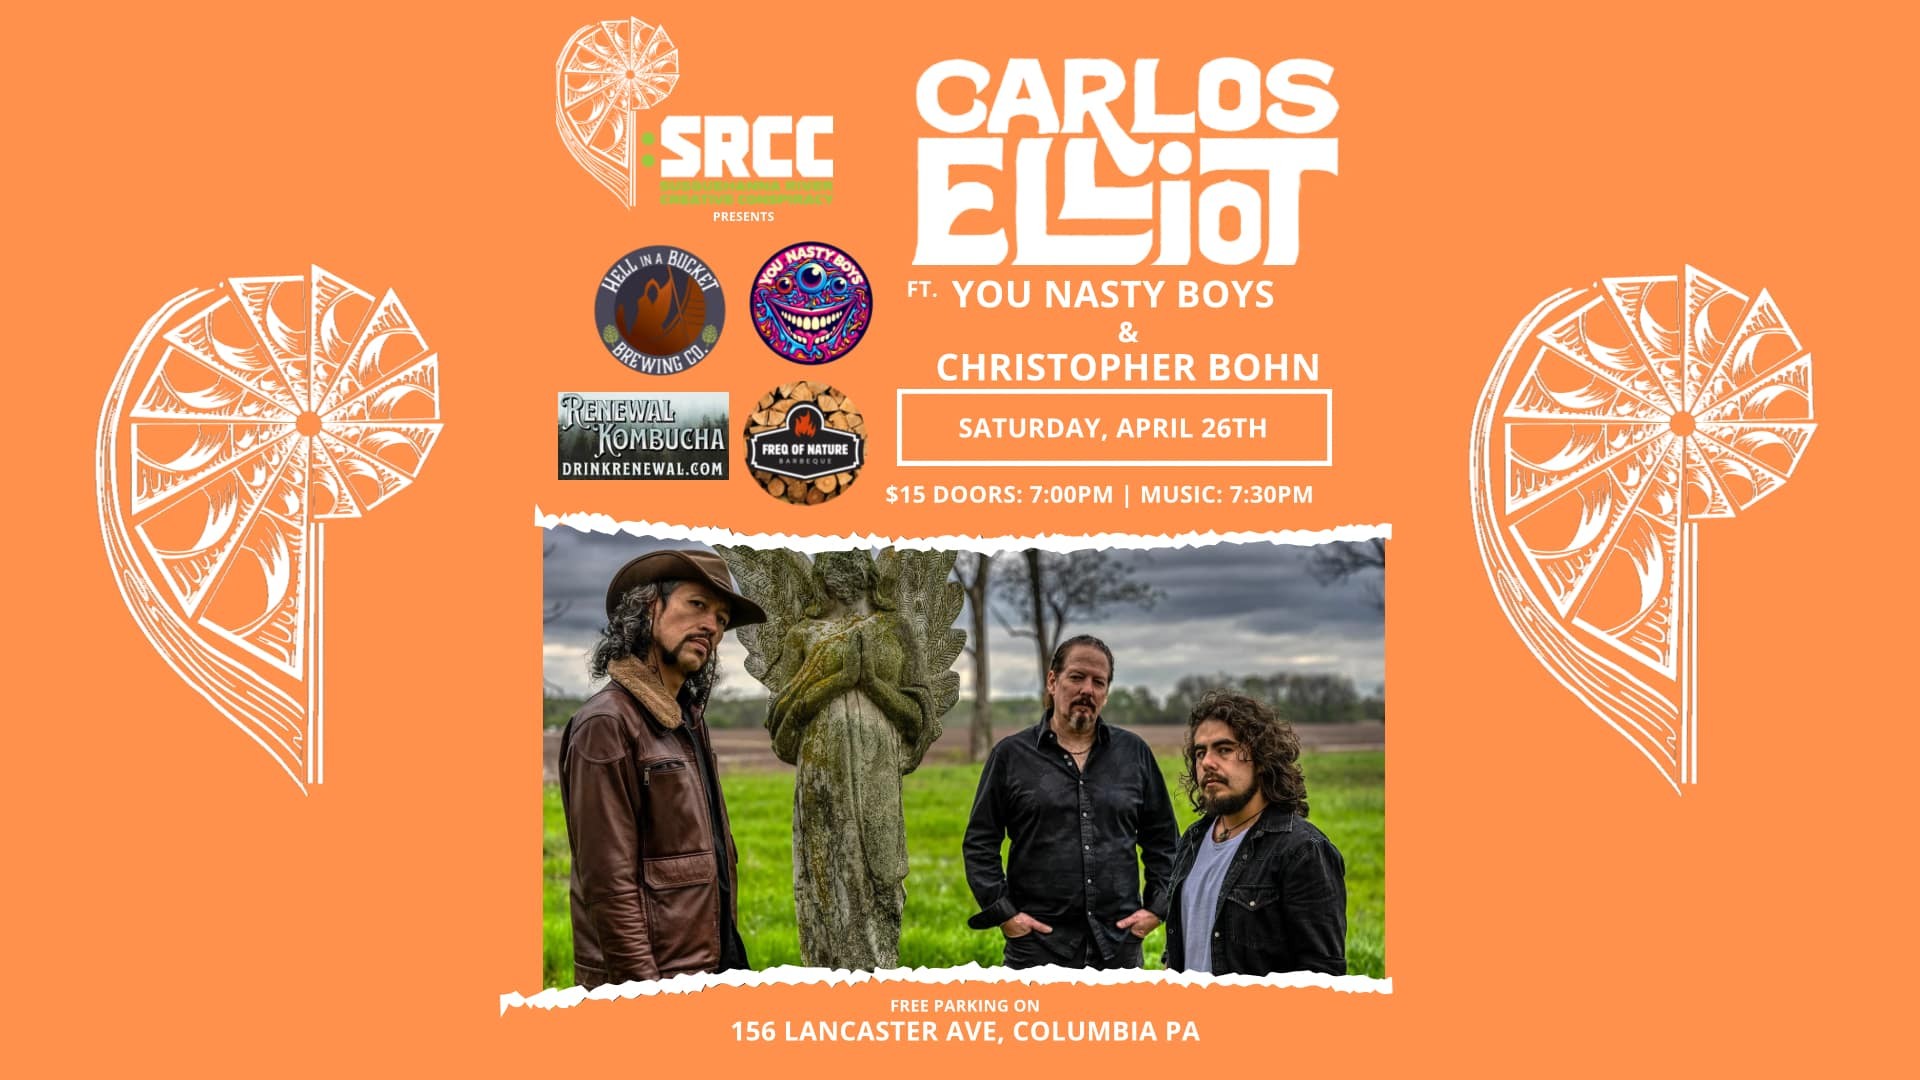 :SRCC
SUSQUEHANNA RIVER
CREATIVE CONSPIRACY
PRESENTS
CARLOS
ELLIOT
HELL IN A BUCKET
BREWING CO.
YOU NASTY BOYS
FT. YOU NASTY BOYS
&
CHRISTOPHER BOHN
RENEWAL
KOMBUCHA
DRINKRENEWAL.COM
FREQ OF NATURE
BARBEQUE
SATURDAY, APRIL 26TH
$15 DOORS: 7:00PM | MUSIC: 7:30PM
FREE PARKING ON
156 LANCASTER AVE, COLUMBIA PA